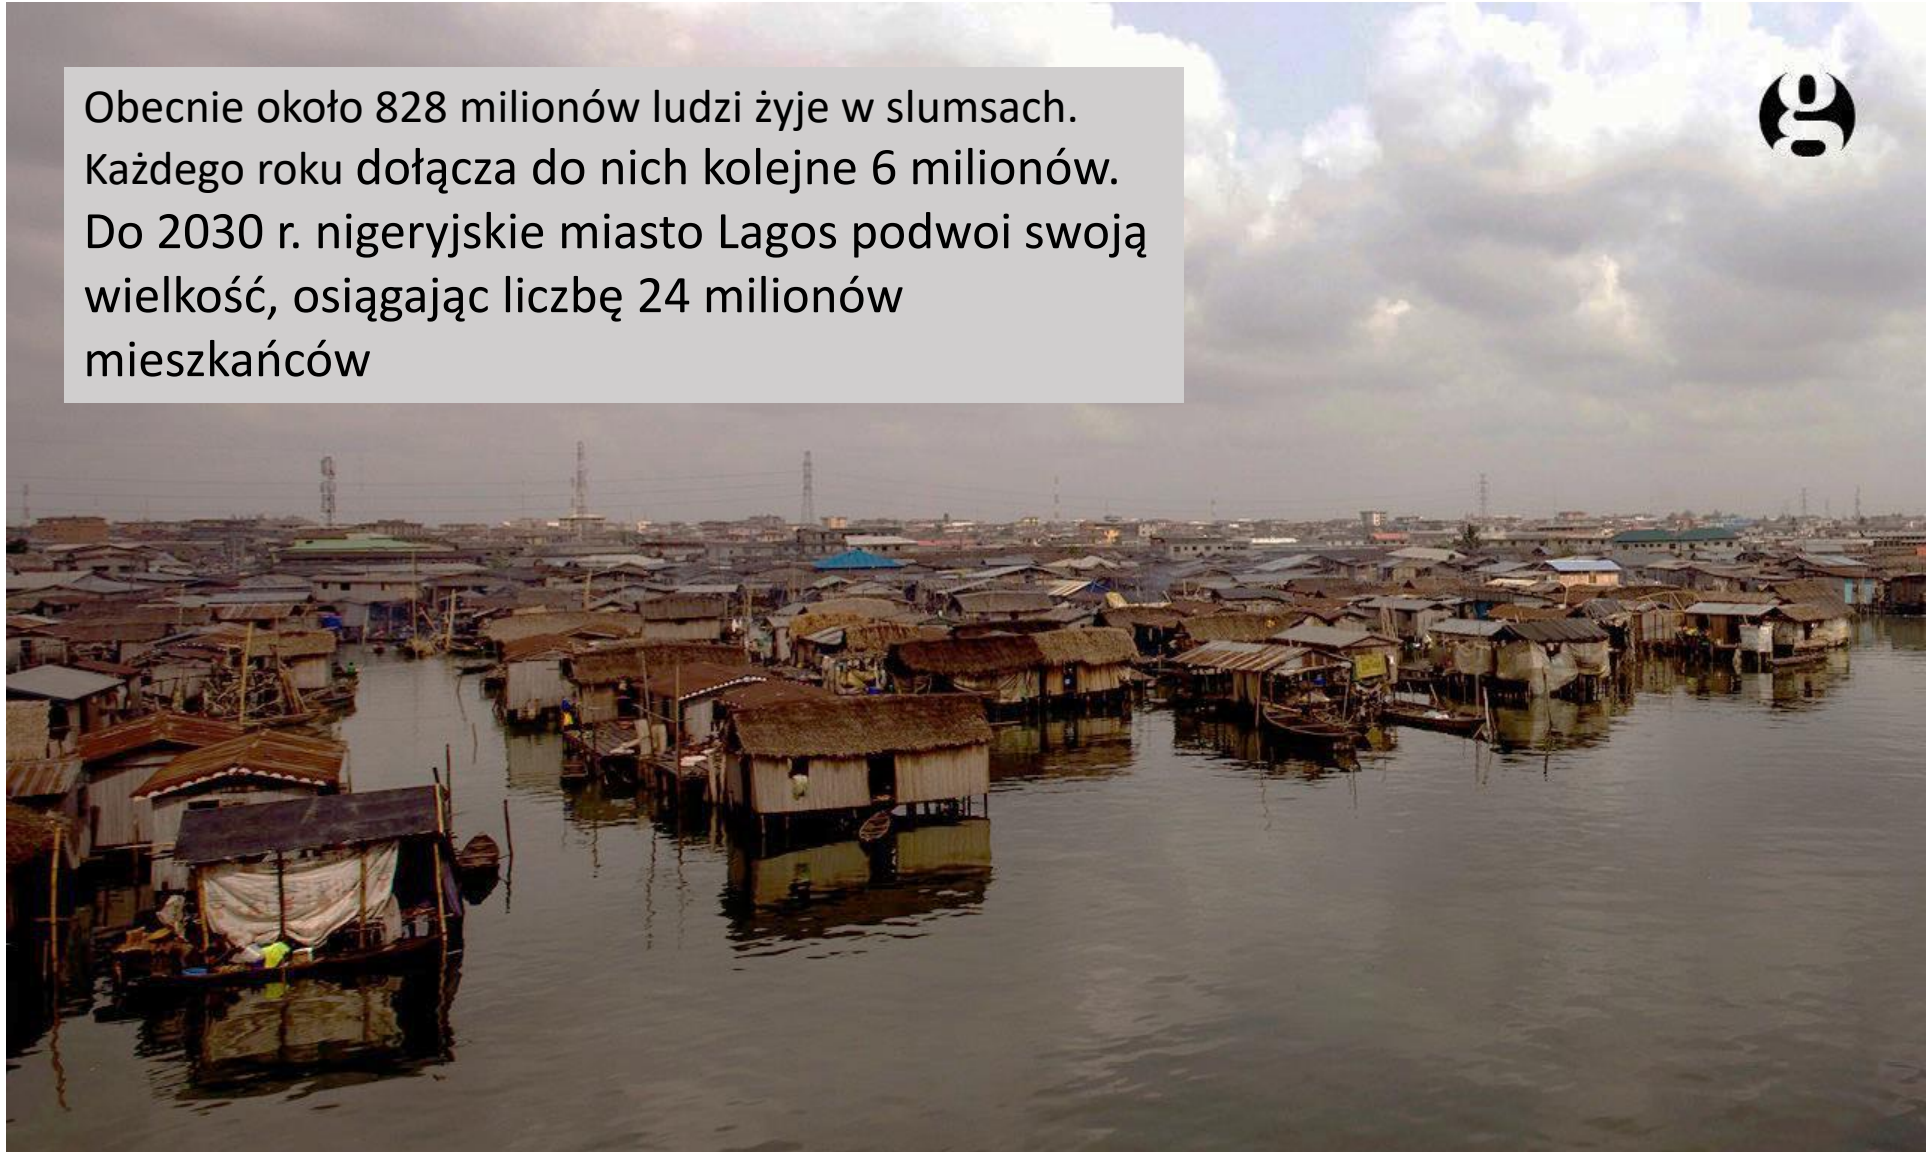 Obecnie około 828 milionów ludzi żyje w slumsach.
Każdego roku dołącza do nich kolejne 6 milionów.
Do 2030 r. nigeryjskie miasto Lagos podwoi swoją
wielkość, osiągając liczbę 24 milionów
mieszkańców
g